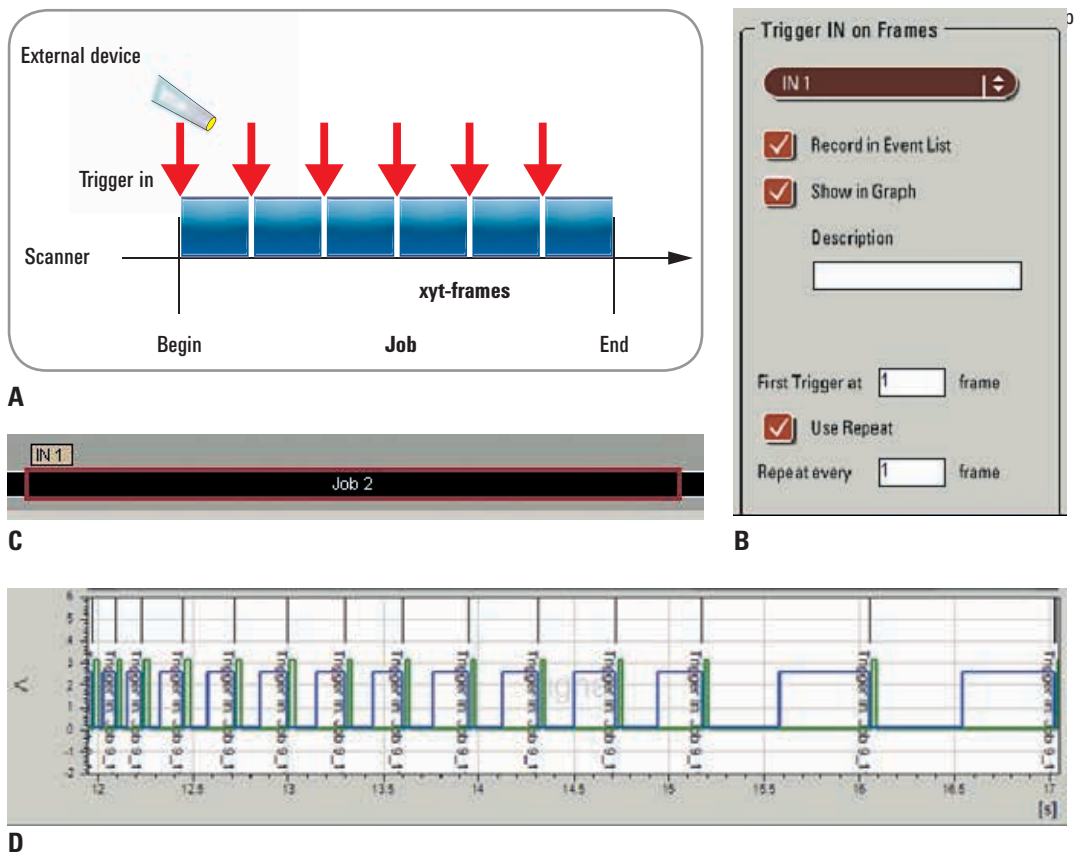 External device
Trigger in
Scanner
xyt-frames
Begin
Job
End
A
Trigger IN on Frames
IN 1
Record in Event List
Show in Graph
Description
First Trigger at 1 frame
Use Repeat
Repeat every 1 frame
B
IN 1
Job 2
C
6
5
4
3
2
1
0
-1
-2
V
12 12.5 13 13.5 14 14.5 15 15.5 16 16.5 17
[s]
D